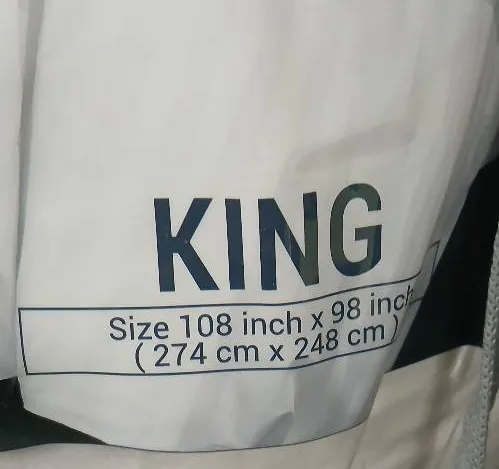 KING
Size 108 inch x 98 inch
( 274 cm x 248 cm )